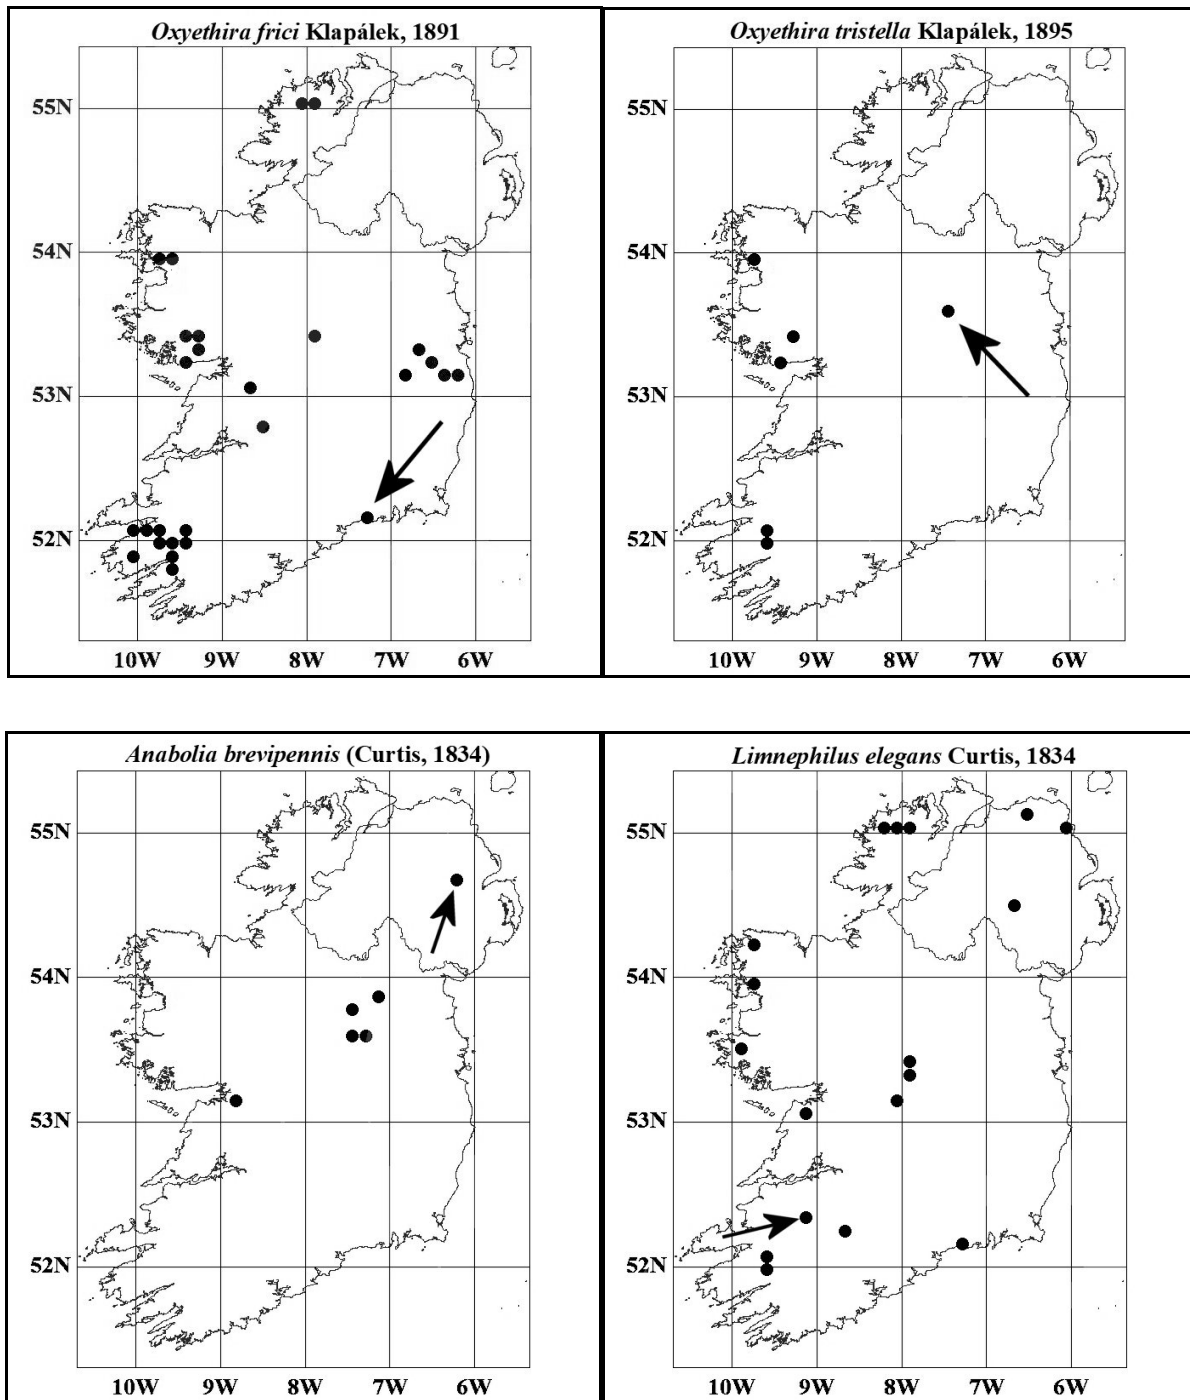 Oxyethira frici Klapálek, 1891
55N
54N
53N
52N
10W 9W 8W 7W 6W
Oxyethira tristella Klapálek, 1895
55N
54N
53N
52N
10W 9W 8W 7W 6W
Anabolia brevipennis (Curtis, 1834)
55N
54N
53N
52N
10W 9W 8W 7W 6W
Limnephilus elegans Curtis, 1834
55N
54N
53N
52N
10W 9W 8W 7W 6W